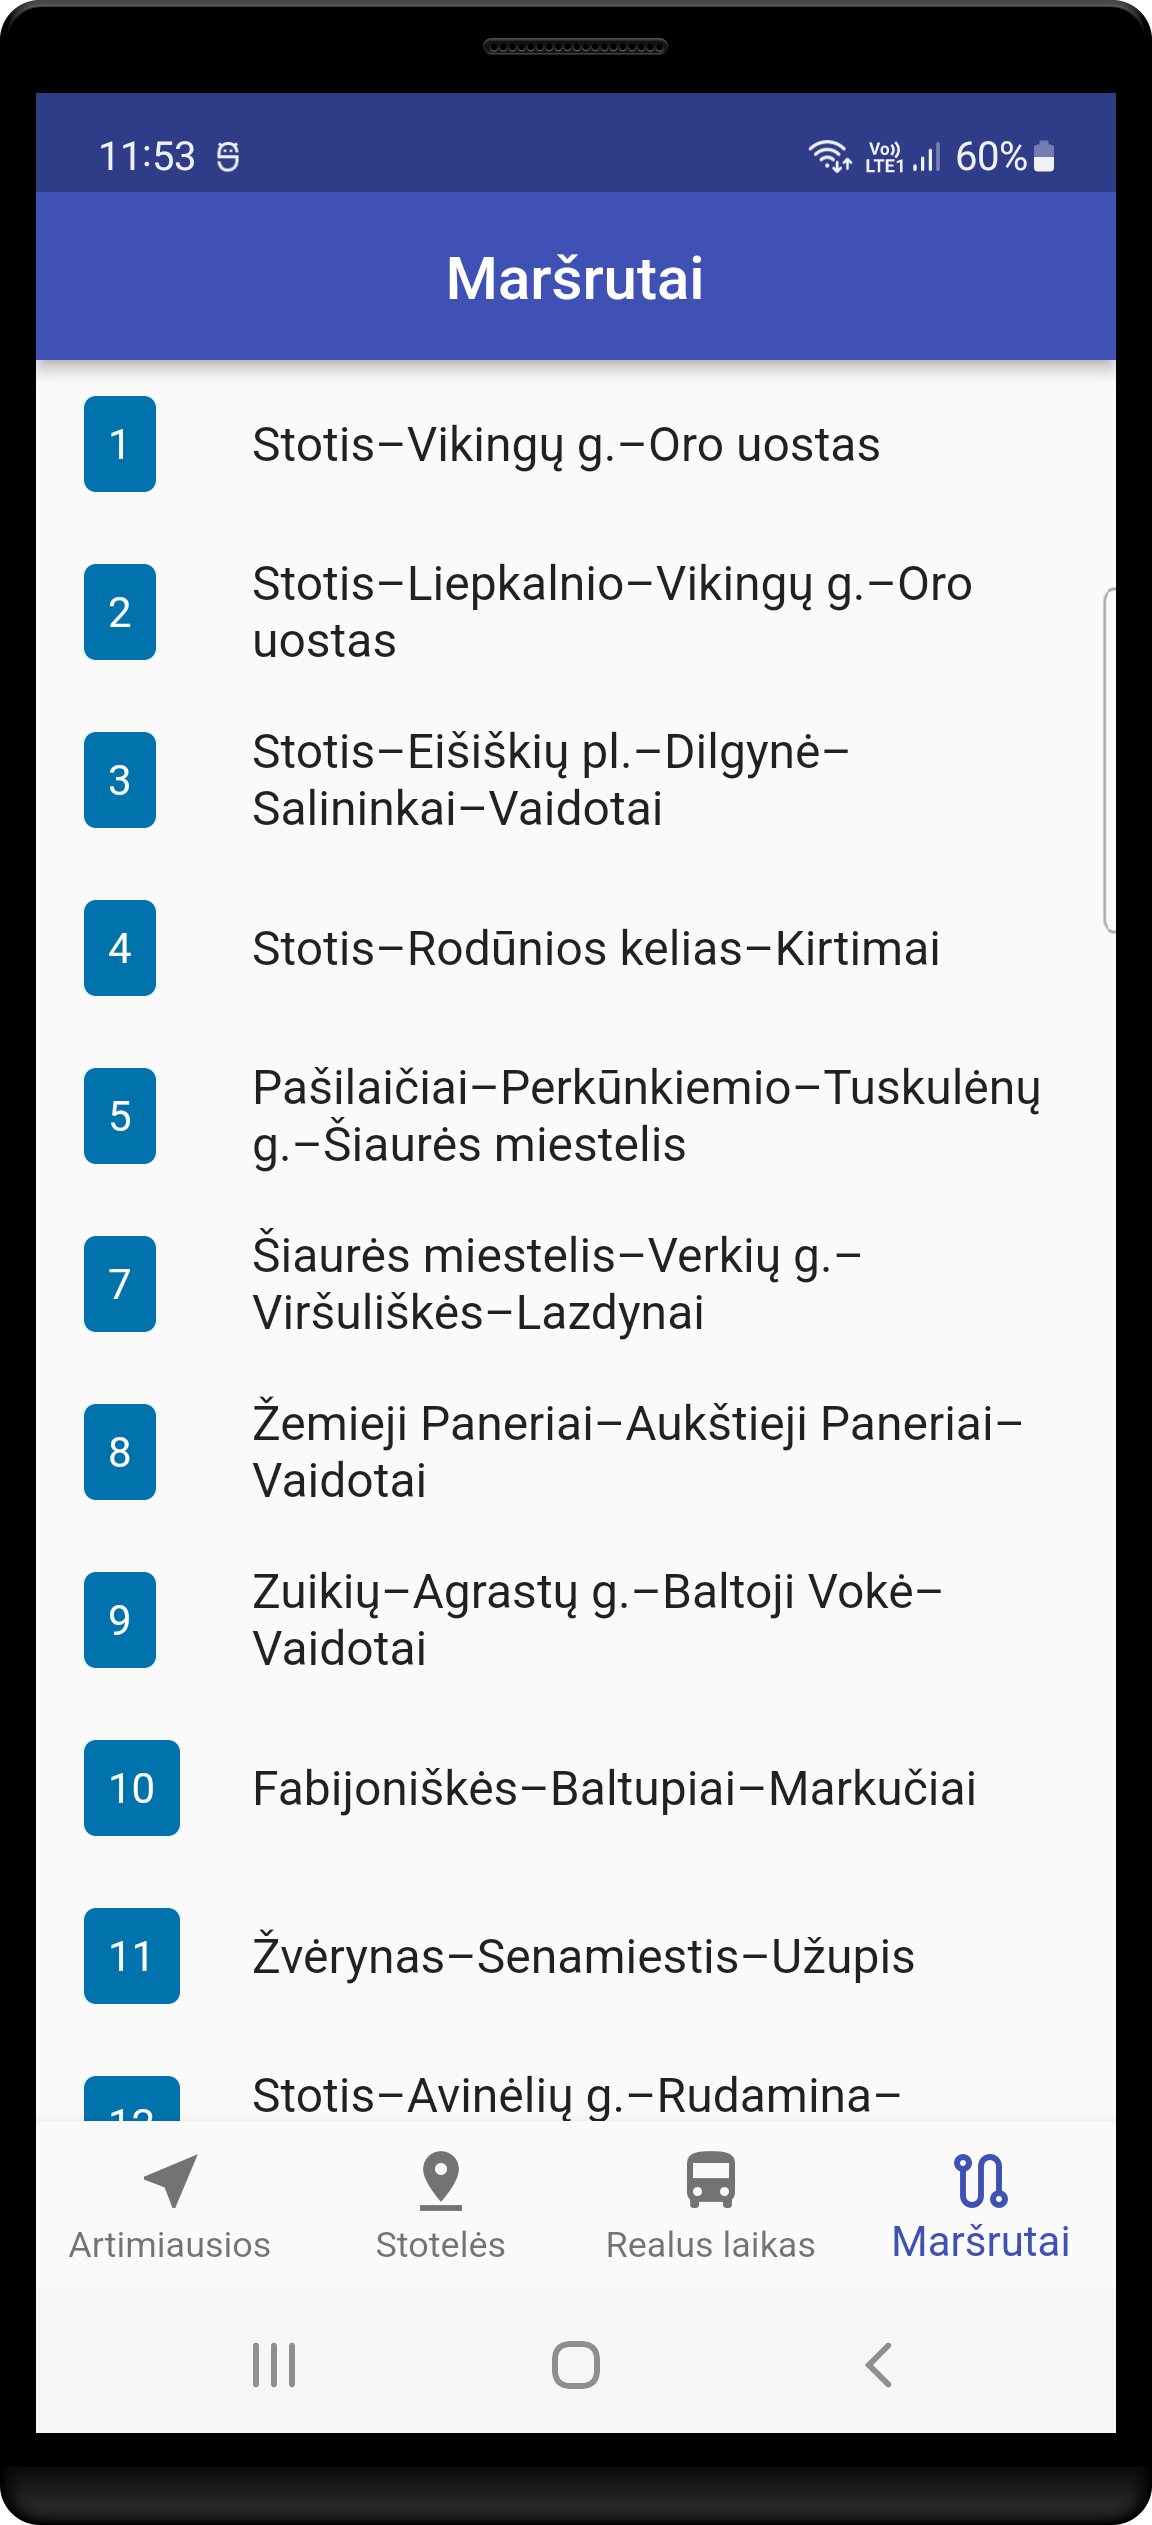 11:53
Vo)) LTE1 60%
Maršrutai
1 Stotis–Vikingų g.–Oro uostas
2 Stotis–Liepkalnio–Vikingų g.–Oro
uostas
3 Stotis–Eišiškių pl.–Dilgynė–
Salininkai–Vaidotai
4 Stotis–Rodūnios kelias–Kirtimai
5 Pašilaičiai–Perkūnkiemio–Tuskulėnų
g.–Šiaurės miestelis
7 Šiaurės miestelis–Verkių g.–
Viršuliškės–Lazdynai
8 Žemieji Paneriai–Aukštieji Paneriai–
Vaidotai
9 Zuikių–Agrastų g.–Baltoji Vokė–
Vaidotai
10 Fabijoniškės–Baltupiai–Markučiai
11 Žvėrynas–Senamiestis–Užupis
Stotis–Avinėlių g.–Rudamina–
Artimiausios
Stotelės
Realus laikas
Maršrutai